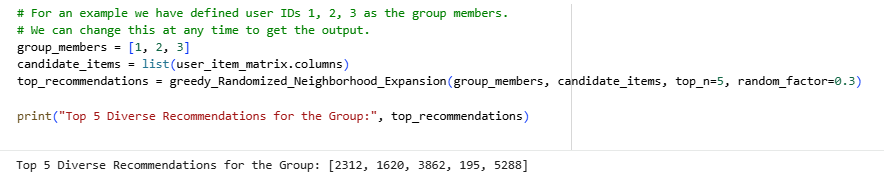 # For an example we have defined user IDs 1, 2, 3 as the group members.
# We can change this at any time to get the output.
group_members = [1, 2, 3]
candidate_items = list(user_item_matrix.columns)
top_recommendations = greedy_Randomized_Neighborhood_Expansion(group_members, candidate_items, top_n=5, random_factor=0.3)
print("Top 5 Diverse Recommendations for the Group:", top_recommendations)
Top 5 Diverse Recommendations for the Group: [2312, 1620, 3862, 195, 5288]